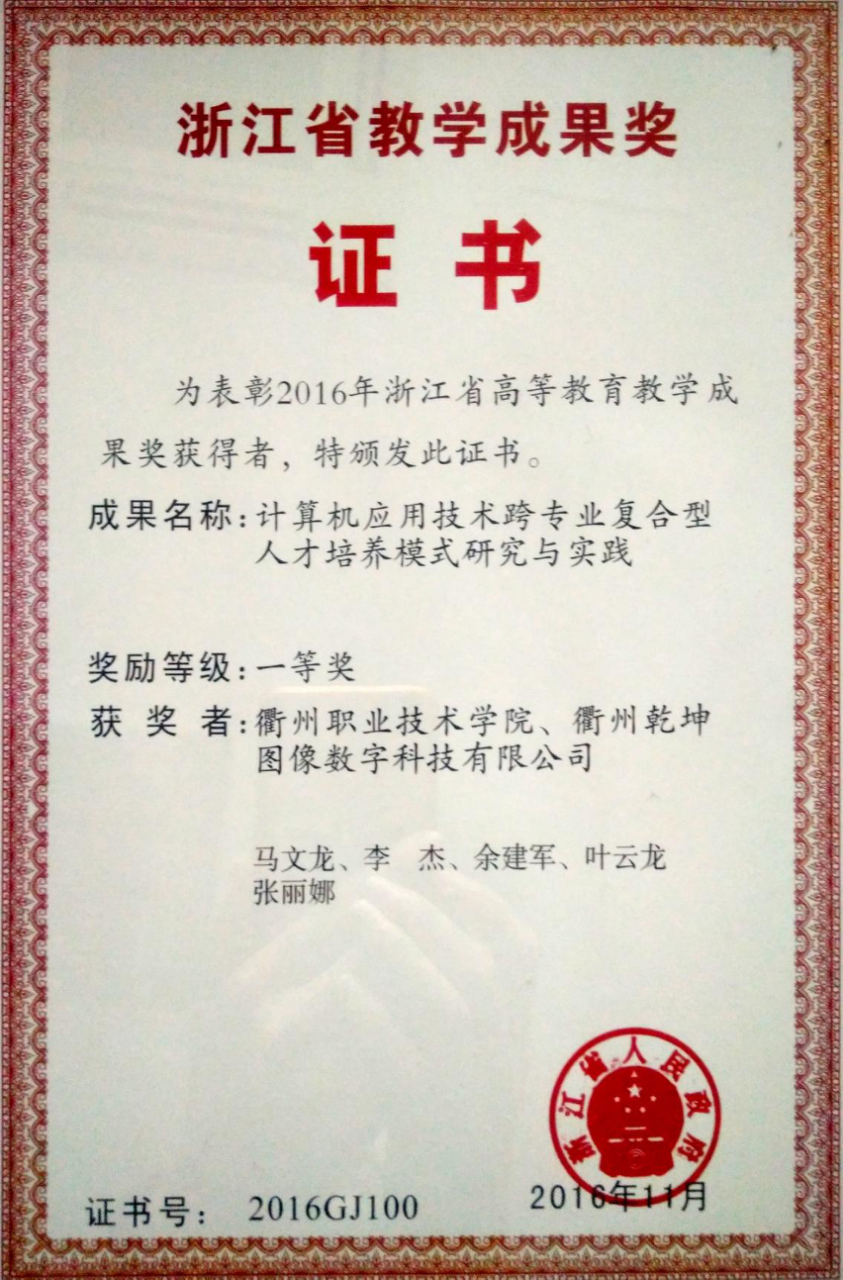 浙江省教学成果奖
证 书
为表彰2016年浙江省高等教育教学成
果奖获得者，特颁发此证书。
成果名称：计算机应用技术跨专业复合型
人才培养模式研究与实践
奖励等级：一等奖
获 奖 者：衢州职业技术学院、衢州乾坤
图像数字科技有限公司
马文龙、李 杰、余建军、叶云龙
张丽娜
浙江省人民政府
证书号： 2016GJ100
2016年11月